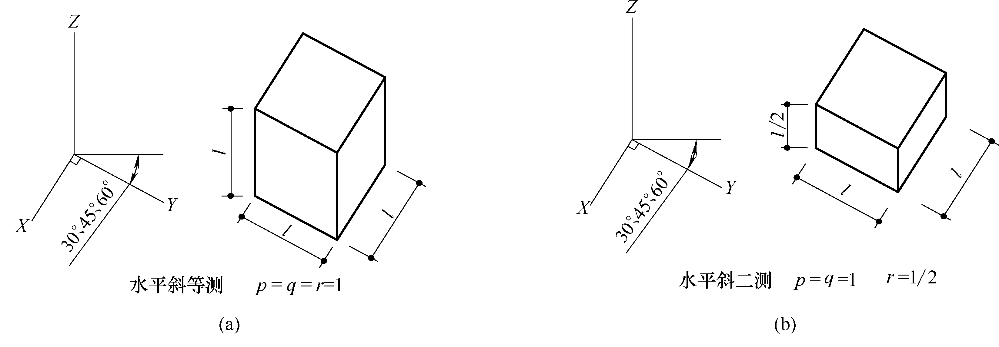 Z
X
Y
30°、45°、60°
l
l
l
水平斜等测 p = q = r=1
(a)
Z
X
Y
30°、45°、60°
l/2
l
l
水平斜二测 p = q =1 r =1/2
(b)